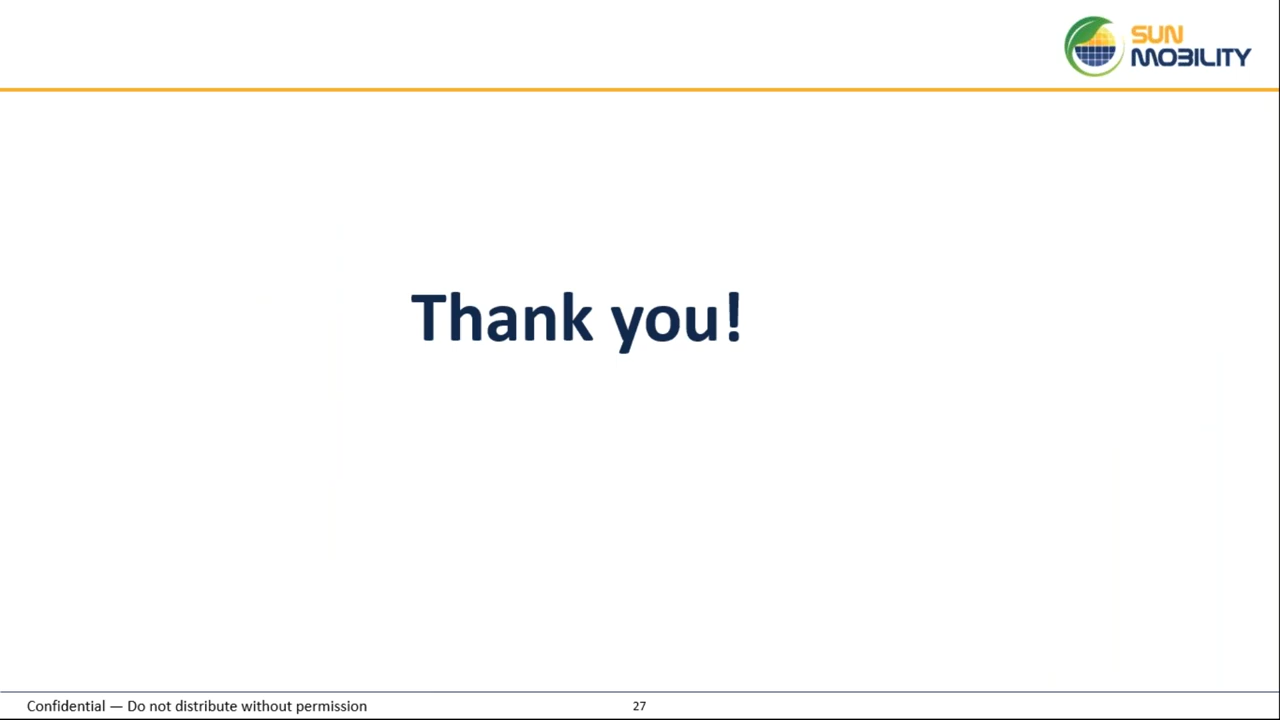 SUN
MOBILITY
Thank you!
Confidential — Do not distribute without permission
27